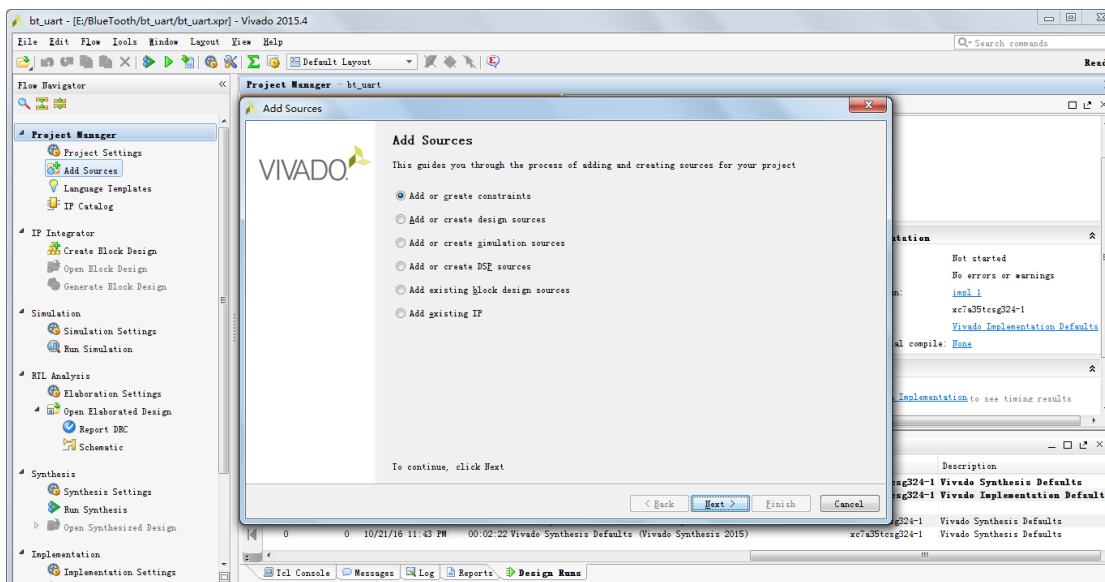 bt_uart - [E:/BlueTooth/bt_uart/bt_uart.xpr] - Vivado 2015.4
File Edit Flow Tools Window Layout View Help
Search commands
Default Layout
Flow Navigator
Project Manager - bt_uart
Project Manager
Project Settings
Add Sources
Language Templates
IP Catalog
IP Integrator
Create Block Design
Open Block Design
Generate Block Design
Simulation
Simulation Settings
Run Simulation
RTL Analysis
Elaboration Settings
Open Elaborated Design
Report DRC
Schematic
Synthesis
Synthesis Settings
Run Synthesis
Open Synthesized Design
Implementation
Implementation Settings
Add Sources
VIVADO
Add Sources
This guides you through the process of adding and creating sources for your project
Add or create constraints
Add or create design sources
Add or create simulation sources
Add or create DSP sources
Add existing block design sources
Add existing IP
To continue, click Next
< Back Next > Finish Cancel
Not started
No errors or warnings
impl_1
xc7a35tcsg324-1
Vivado Implementation Defaults
compile: None
Implementation to see timing results
Description
Vivado Synthesis Defaults
Vivado Implementation Default
Vivado Synthesis Defaults
0 0 10/21/16 11:43 PM 00:02:22 Vivado Synthesis Defaults (Vivado Synthesis 2015) xc7a35tcsg324-1 Vivado Synthesis Defaults
Tcl Console Messages Log Reports Design Runs